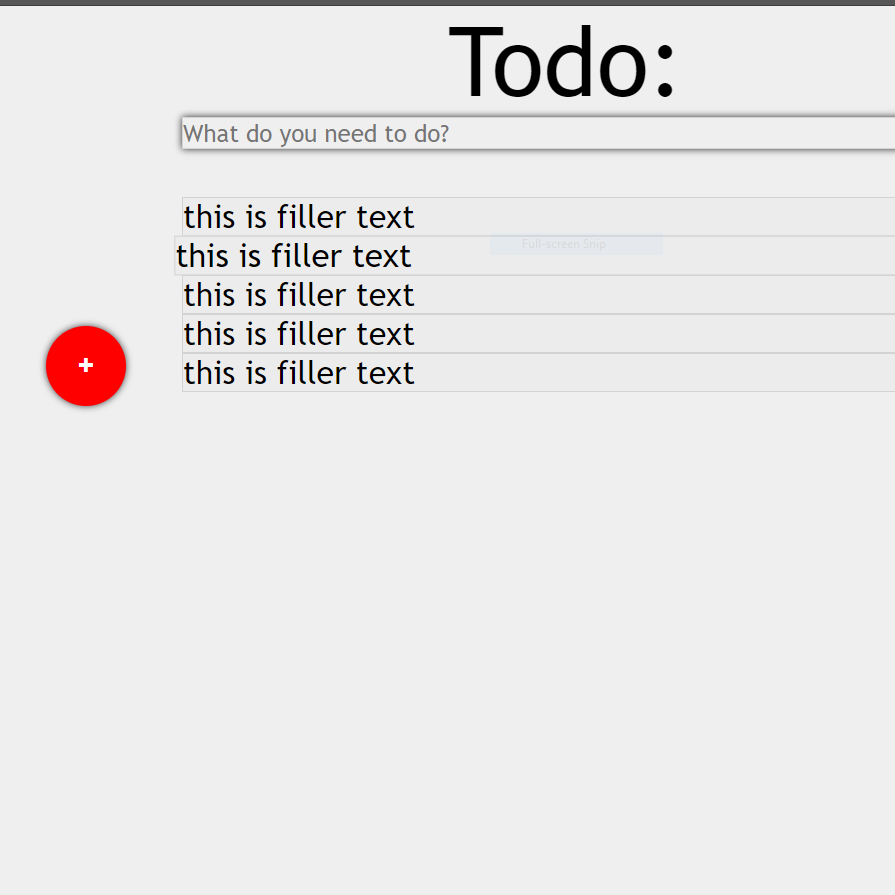 Todo:
What do you need to do?
this is filler text
this is filler text
Full-screen Snip
this is filler text
this is filler text
this is filler text
+